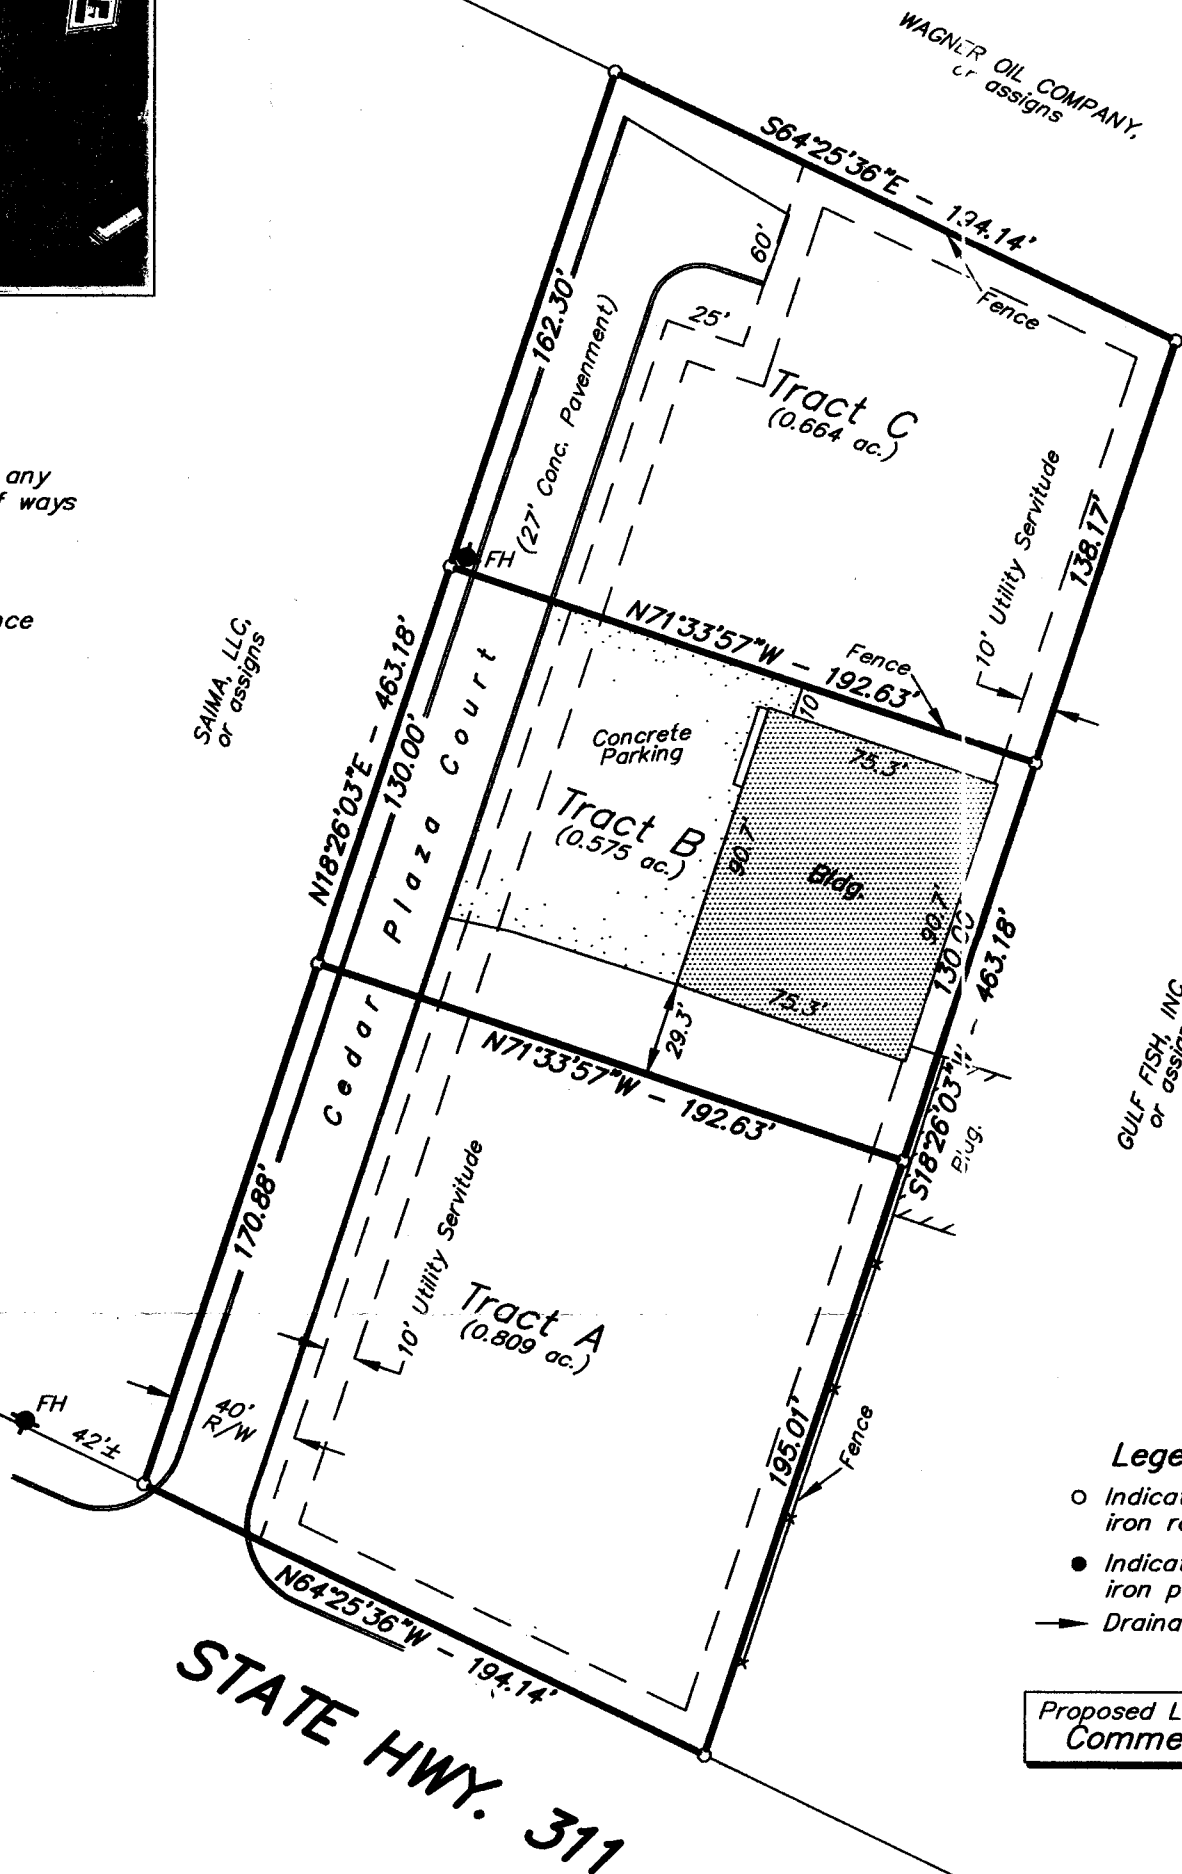 WAGNER OIL COMPANY,
or assigns
S64°25'36"E - 194.14'
Fence
60'
25'
162.30'
(27' Conc. Pavenment)
Tract C
(0.664 ac.)
10' Utility Servitude
138.17'
any
ways
FH
N71°33'57"W - 192.63'
Fence
10
SAIMA, LLC,
or assigns
N18°26'03"E - 463.18'
130.00'
Cedar Plaza Court
Concrete
Parking
75.3'
Tract B
(0.575 ac.)
90.7'
Bldg.
90.7'
130.00
S18°26'03"W - 463.18'
75.3'
29.3'
N71°33'57"W - 192.63'
Bldg.
GULF FISH, INC
or assig
170.88'
10' Utility Servitude
Tract A
(0.809 ac.)
195.01'
Fence
FH
42'±
40'
R/W
N64°25'36"W - 194.14'
STATE HWY. 311
Lege
Indicat
iron r
Indicat
iron p
Draina
Proposed L
Comme